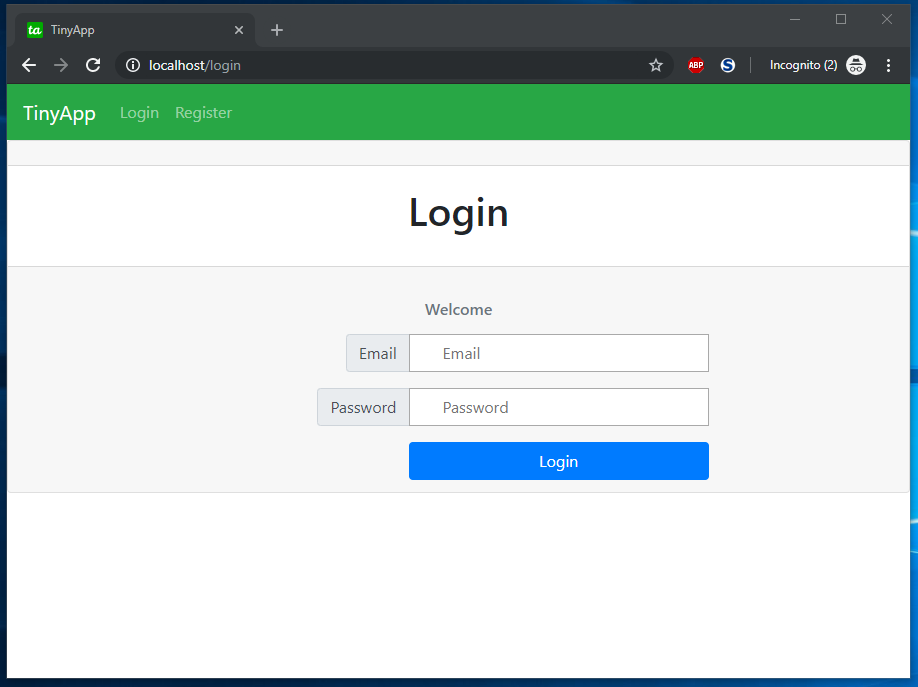 ta TinyApp
localhost/login
ABP
S
Incognito (2)
TinyApp Login Register
Login
Welcome
Email Email
Password Password
Login